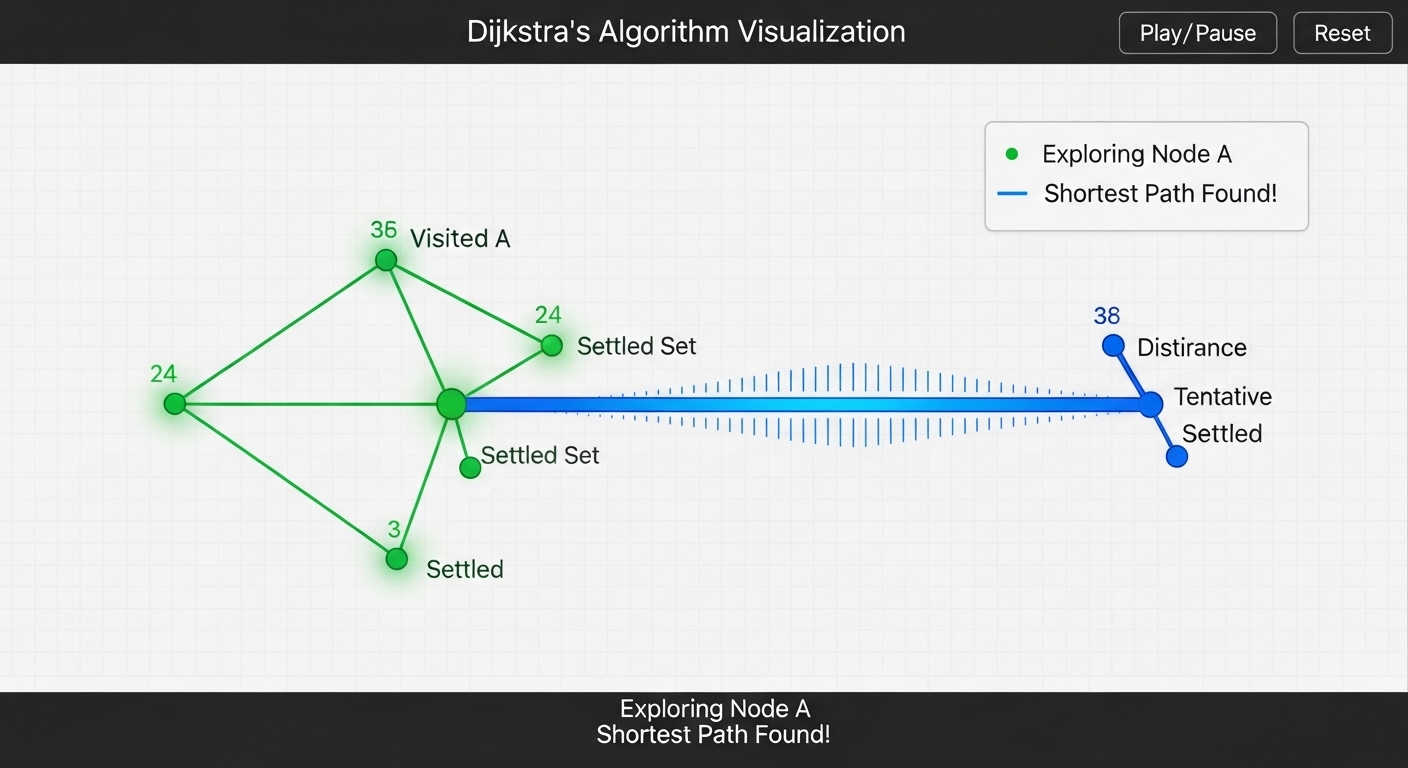 Dijkstra's Algorithm Visualization
Play/Pause
Reset
Exploring Node A
Shortest Path Found!
36
Visited A
24
Settled Set
38
Distirance
24
Tentative
Settled
Settled Set
3
Settled
Exploring Node A
Shortest Path Found!